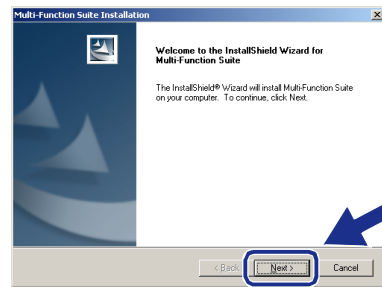 Multi-Function Suite Installation
Welcome to the InstallShield Wizard for
Multi-Function Suite
The InstallShield® Wizard will install Multi-Function Suite
on your computer. To continue, click Next.
< Back
Next >
Cancel